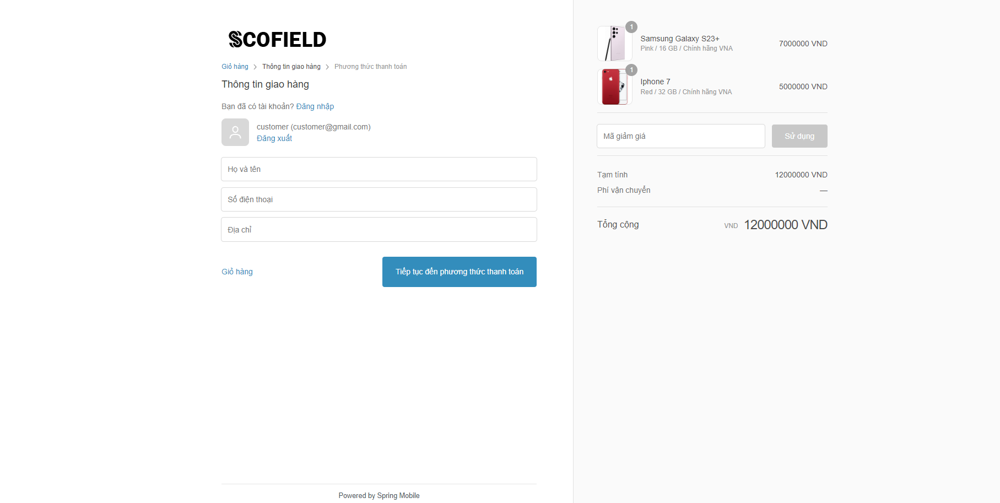 SCOFIELD
Giỏ hàng > Thông tin giao hàng > Phương thức thanh toán
Thông tin giao hàng
Bạn đã có tài khoản? Đăng nhập
customer (customer@gmail.com)
Đăng xuất
Họ và tên
Số điện thoại
Địa chỉ
Giỏ hàng
Tiếp tục đến phương thức thanh toán
Powered by Spring Mobile
1
Samsung Galaxy S23+
Pink / 16 GB / Chính hãng VNA
7000000 VND
1
Iphone 7
Red / 32 GB / Chính hãng VNA
5000000 VND
Mã giảm giá
Sử dụng
Tạm tính
12000000 VND
Phí vận chuyển
—
Tổng cộng
VND 12000000 VND